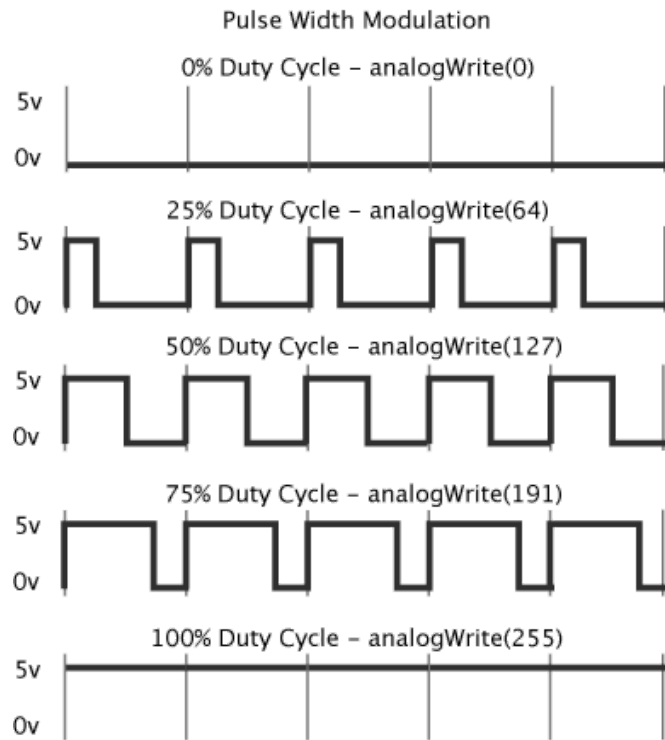 Pulse Width Modulation
0% Duty Cycle – analogWrite(0)
5v
0v
25% Duty Cycle – analogWrite(64)
5v
0v
50% Duty Cycle – analogWrite(127)
5v
0v
75% Duty Cycle – analogWrite(191)
5v
0v
100% Duty Cycle – analogWrite(255)
5v
0v